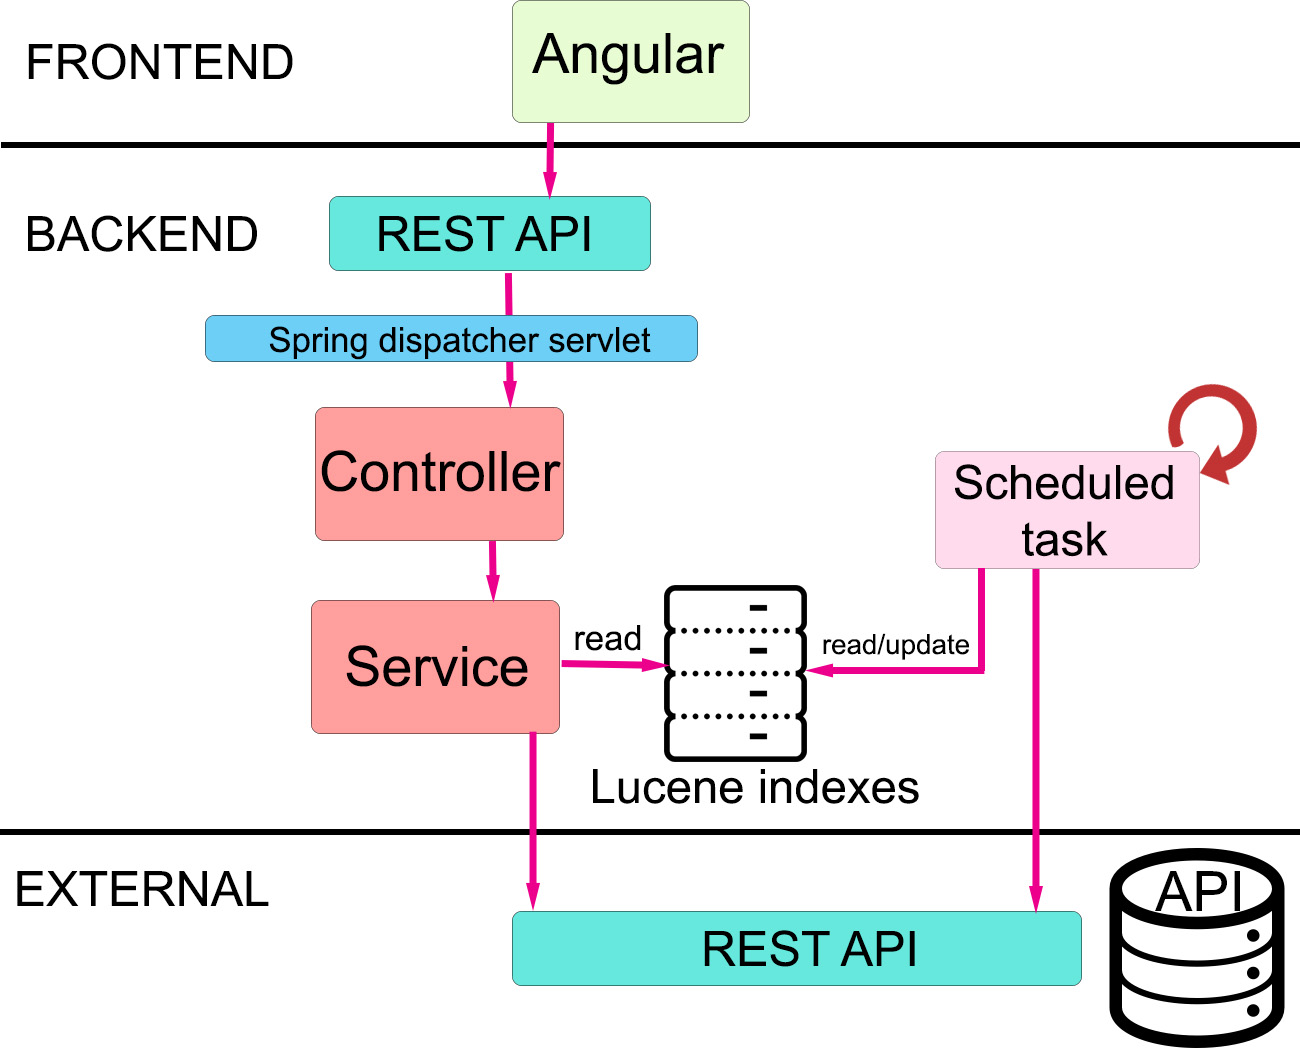 FRONTEND
Angular
BACKEND
REST API
Spring dispatcher servlet
Controller
Scheduled
task
Service
read
read/update
Lucene indexes
EXTERNAL
API
REST API